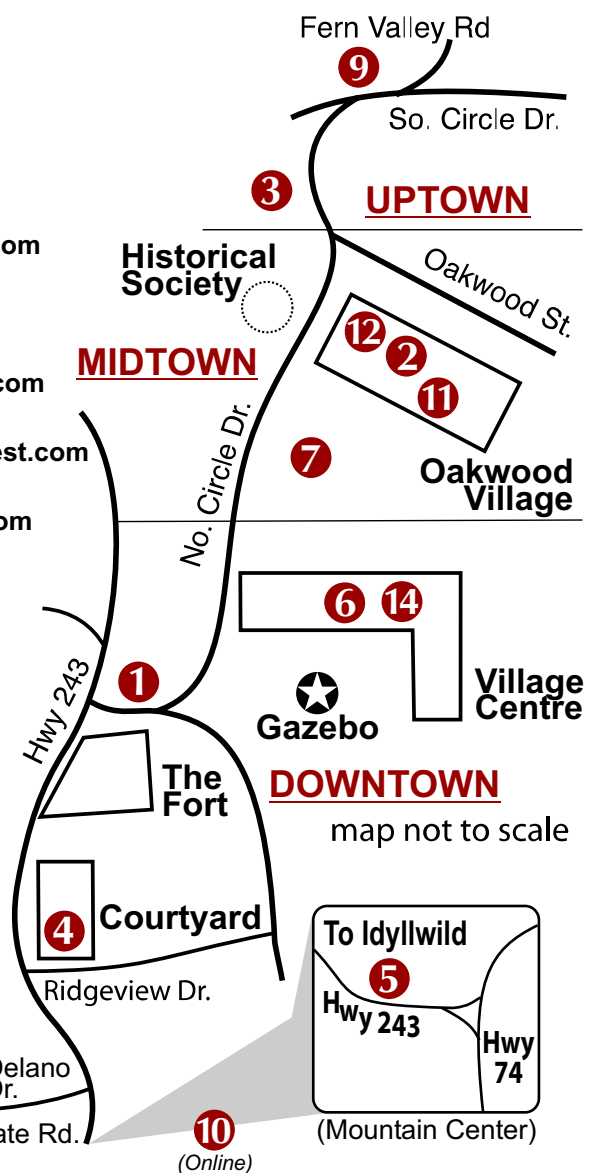 Fern Valley Rd
9
So. Circle Dr.
3
UPTOWN
om
Historical
Society
Oakwood St.
12
2
11
MIDTOWN
com
No. Circle Dr.
est.com
7
Oakwood
Village
om
6
14
Hwy 243
1
Village
Centre
Gazebo
The
Fort
DOWNTOWN
map not to scale
4
Courtyard
To Idyllwild
5
Ridgeview Dr.
Hwy 243
Hwy
74
Delano
Dr.
ate Rd.
10
(Online)
(Mountain Center)